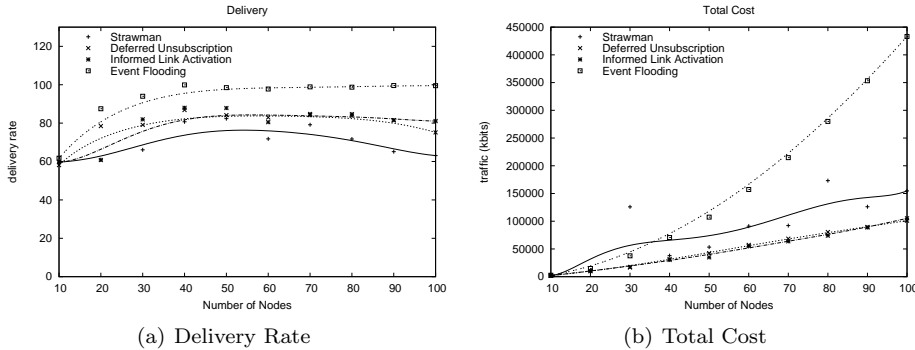 Delivery
Strawman
Deferred Unsubscription
Informed Link Activation
Event Flooding
delivery rate
120
100
80
60
40
20
0
10 20 30 40 50 60 70 80 90 100
Number of Nodes
(a) Delivery Rate
Total Cost
Strawman
Deferred Unsubscription
Informed Link Activation
Event Flooding
traffic (kbits)
450000
400000
350000
300000
250000
200000
150000
100000
50000
0
10 20 30 40 50 60 70 80 90 100
Number of Nodes
(b) Total Cost